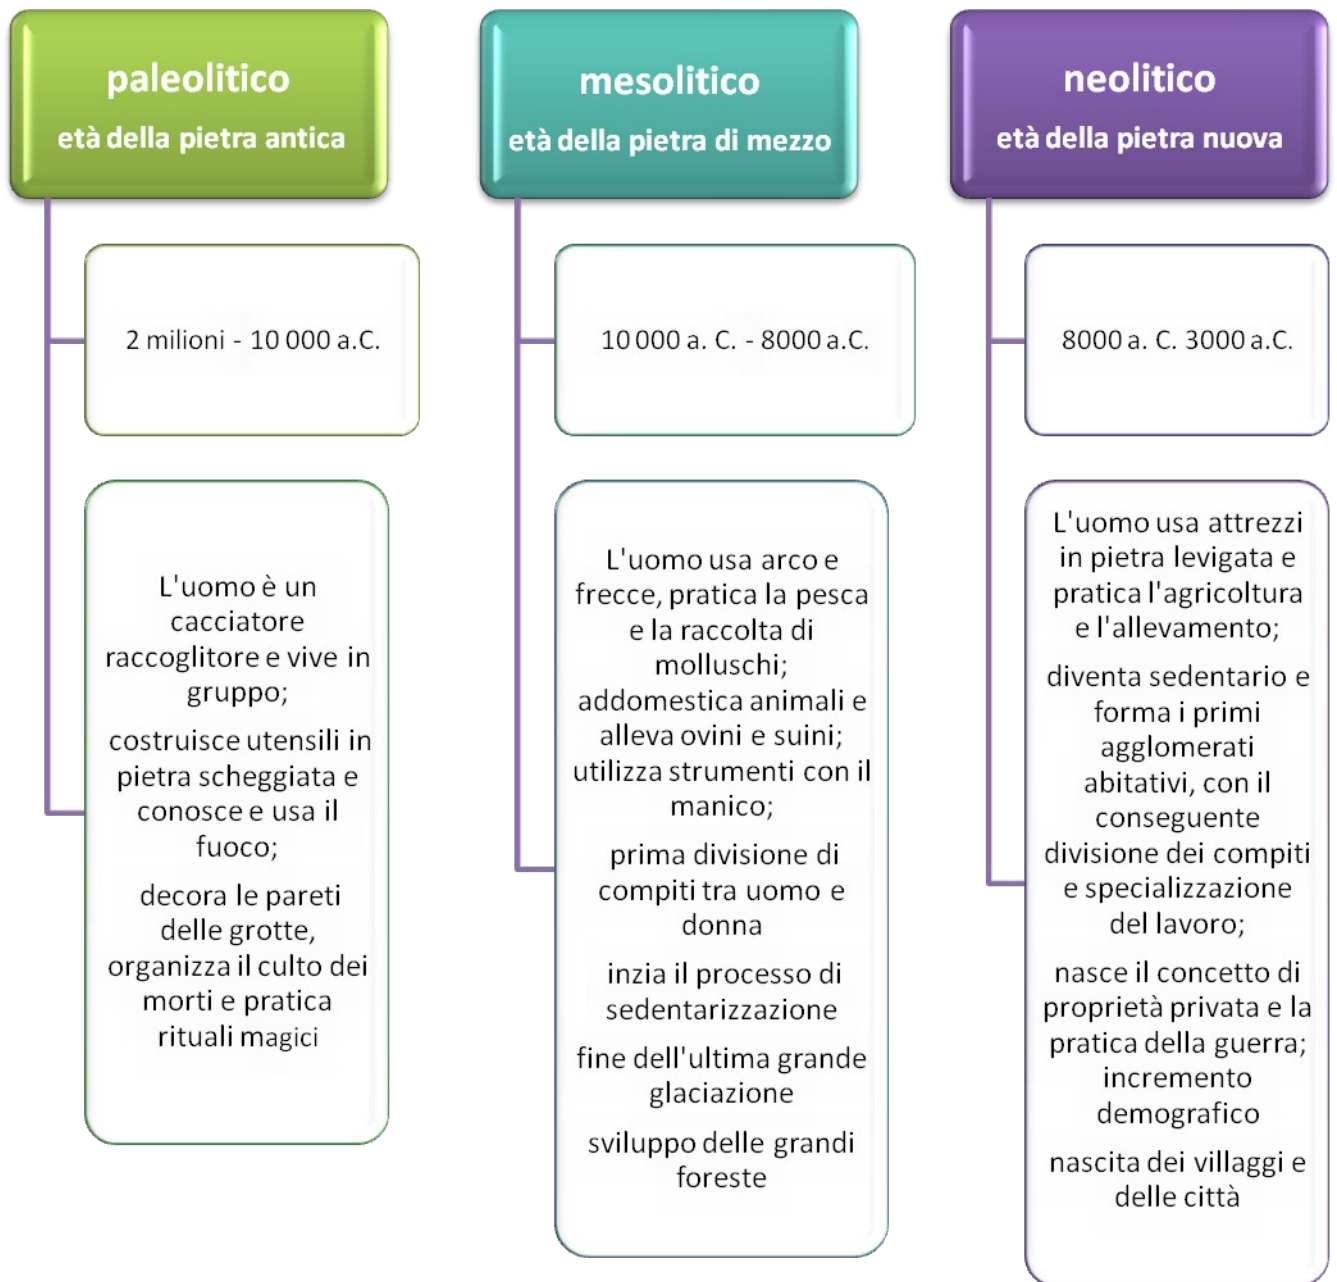 paleolitico
età della pietra antica
2 milioni - 10 000 a.C.
L'uomo è un
cacciatore
raccoglitore e vive in
gruppo;
costruisce utensili in
pietra scheggiata e
conosce e usa il
fuoco;
decora le pareti
delle grotte,
organizza il culto dei
morti e pratica
rituali magici
mesolitico
età della pietra di mezzo
10 000 a. C. - 8000 a.C.
L'uomo usa arco e
frecce, pratica la pesca
e la raccolta di
molluschi;
addomestica animali e
alleva ovini e suini;
utilizza strumenti con il
manico;
prima divisione di
compiti tra uomo e
donna
inzia il processo di
sedentarizzazione
fine dell'ultima grande
glaciazione
sviluppo delle grandi
foreste
neolitico
età della pietra nuova
8000 a. C. 3000 a.C.
L'uomo usa attrezzi
in pietra levigata e
pratica l'agricoltura
e l'allevamento;
diventa sedentario e
forma i primi
agglomerati
abitativi, con il
conseguente
divisione dei compiti
e specializzazione
del lavoro;
nasce il concetto di
proprietà privata e la
pratica della guerra;
incremento
demografico
nascita dei villaggi e
delle città